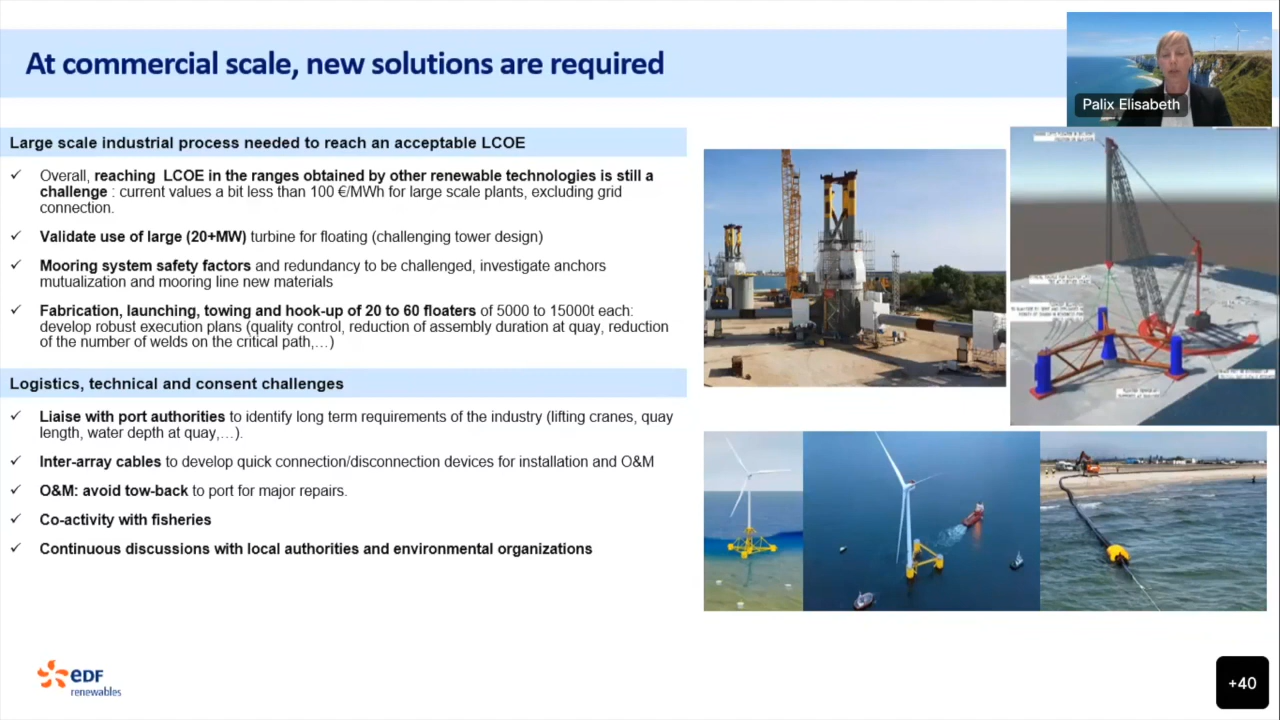 At commercial scale, new solutions are required
Palix Elisabeth
Large scale industrial process needed to reach an acceptable LCOE
✓ Overall, reaching LCOE in the ranges obtained by other renewable technologies is still a
challenge : current values a bit less than 100 €/MWh for large scale plants, excluding grid
connection.
✓ Validate use of large (20+MW) turbine for floating (challenging tower design)
✓ Mooring system safety factors and redundancy to be challenged, investigate anchors
mutualization and mooring line new materials
✓ Fabrication, launching, towing and hook-up of 20 to 60 floaters of 5000 to 15000t each:
develop robust execution plans (quality control, reduction of assembly duration at quay, reduction
of the number of welds on the critical path,...)
Logistics, technical and consent challenges
✓ Liaise with port authorities to identify long term requirements of the industry (lifting cranes, quay
length, water depth at quay,...).
✓ Inter-array cables to develop quick connection/disconnection devices for installation and O&M
✓ O&M: avoid tow-back to port for major repairs.
✓ Co-activity with fisheries
✓ Continuous discussions with local authorities and environmental organizations
eDF
renewables
+40